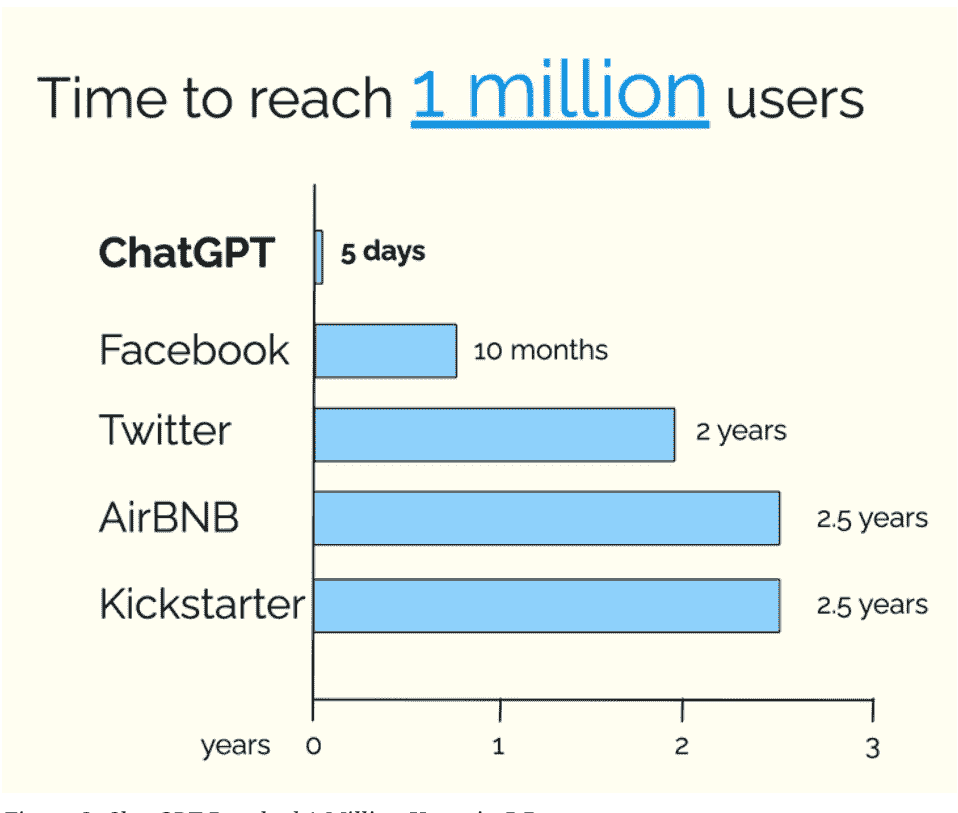 Time to reach 1 million users
ChatGPT 5 days
Facebook 10 months
Twitter 2 years
AirBNB 2.5 years
Kickstarter 2.5 years
years 0 1 2 3